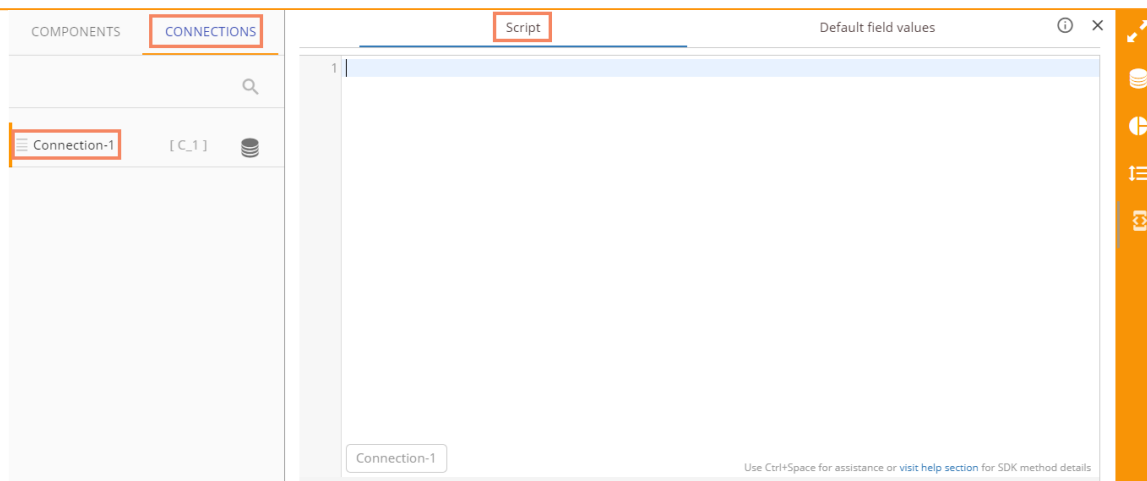 COMPONENTS
CONNECTIONS
Script
Default field values
1
Connection-1
[ C_1 ]
Connection-1
Use Ctrl+Space for assistance or visit help section for SDK method details